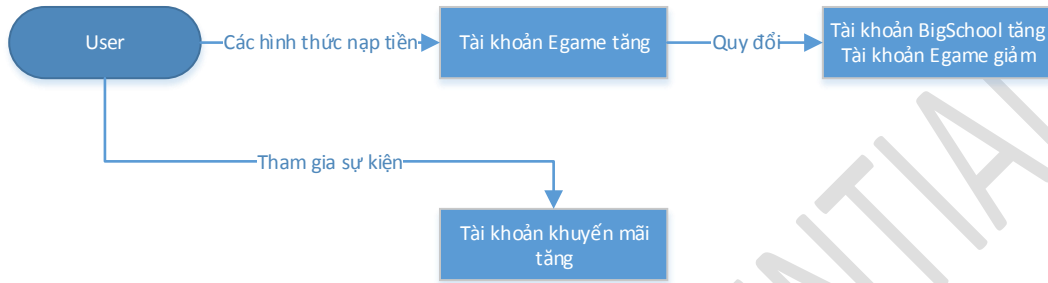 User
Các hình thức nạp tiền
Tài khoản Egame tăng
Quy đổi
Tài khoản BigSchool tăng
Tài khoản Egame giảm
Tham gia sự kiện
Tài khoản khuyến mãi
tăng